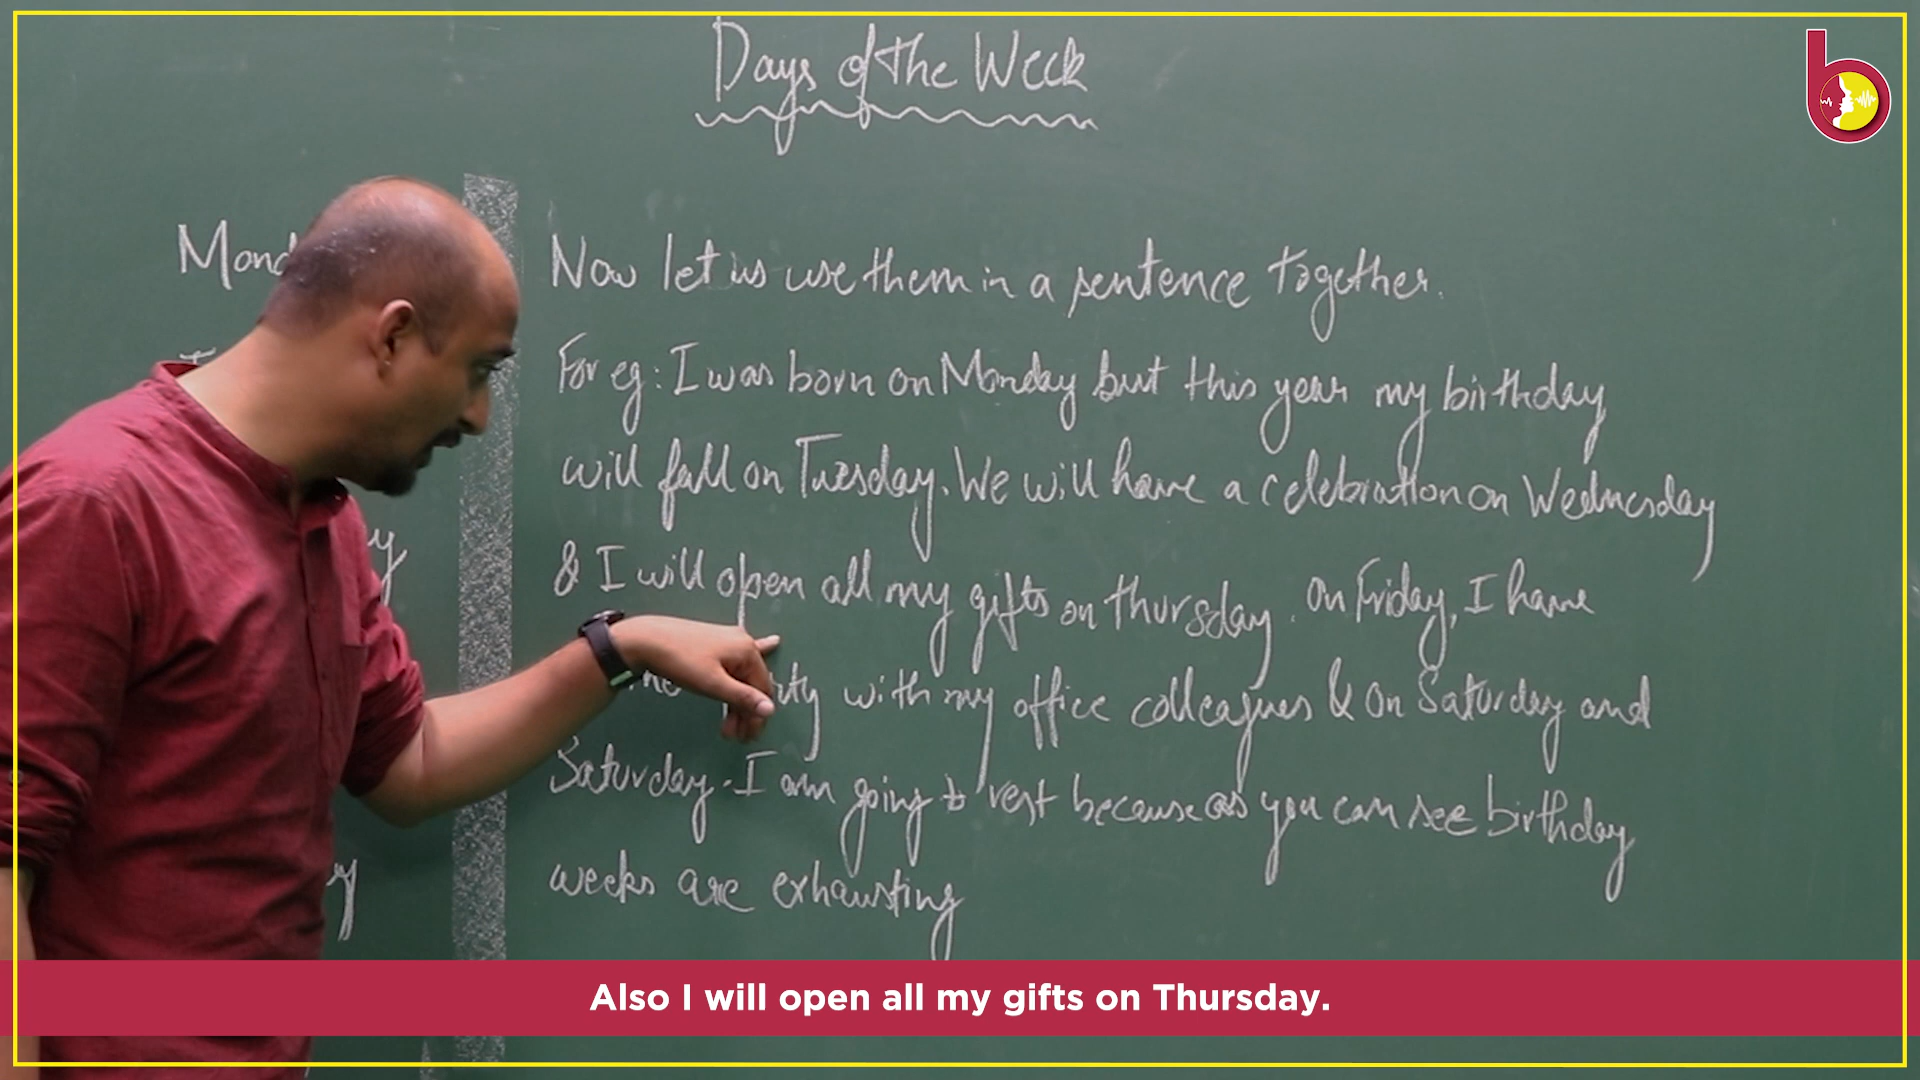 Days of the Week
Now let us use them in a sentence together.
For eg: I was born on Monday but this year my birthday
will fall on Tuesday. We will have a celebration on Wednesday
& I will open all my gifts on thursday. On Friday, I have
with my office colleagues & on Saturday and
Saturday. I am going to rest because as you can see birthday
weeks are exhausting
Also I will open all my gifts on Thursday.